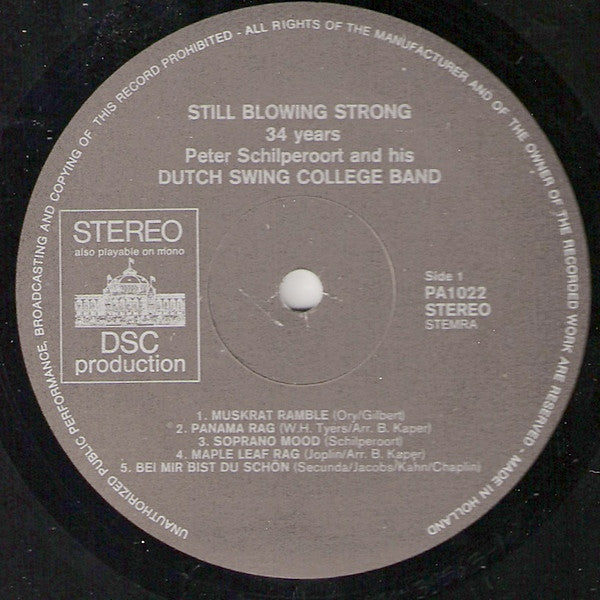 UNAUTHORIZED PUBLIC PERFORMANCE, BROADCASTING AND COPYING OF THIS RECORD PROHIBITED - ALL RIGHTS OF THE MANUFACTURER AND OF THE OWNER OF THE RECORDED WORK ARE RESERVED - MADE IN HOLLAND
STILL BLOWING STRONG
34 years
Peter Schilperoort and his
DUTCH SWING COLLEGE BAND
STEREO
also playable on mono
DSC
production
Side 1
PA1022
STEREO
STEMRA
1. MUSKRAT RAMBLE (Ory/Gilbert)
2. PANAMA RAG (W.H. Tyers/Arr. B. Kaper)
3. SOPRANO MOOD (Schilperoort)
4. MAPLE LEAF RAG (Joplin/Arr. B. Kaper)
5. BEI MIR BIST DU SCHÖN (Secunda/Jacobs/Kahn/Chaplin)